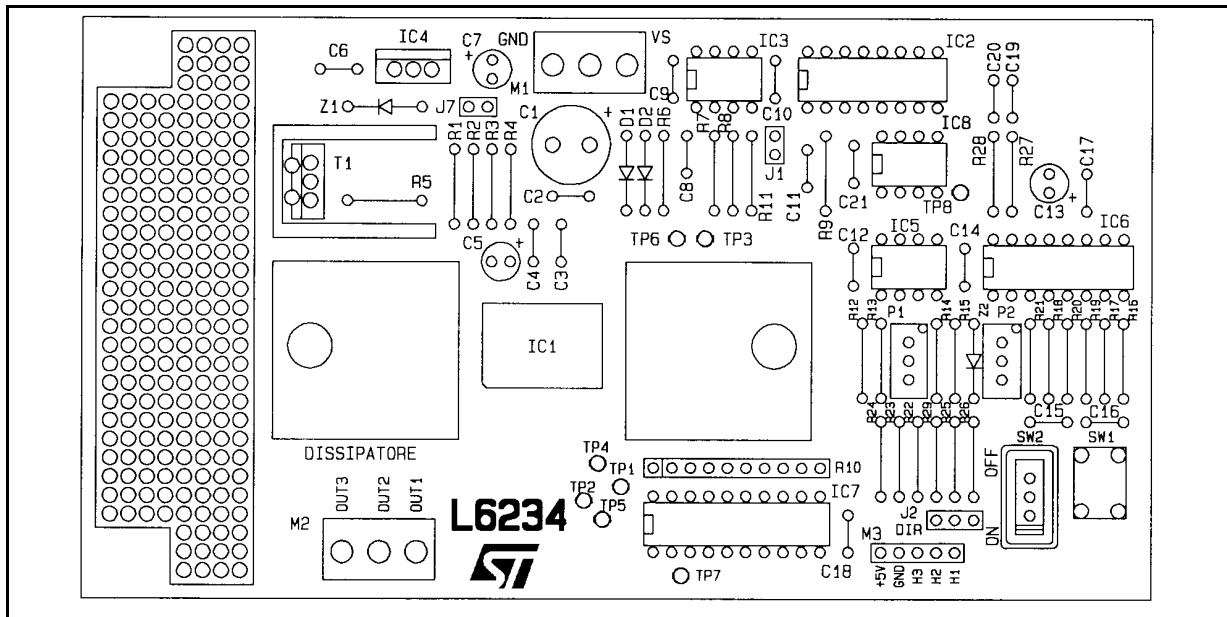 C6
IC4
C7
+
GND
VS
M1
IC3
IC2
C20
C19
Z1
J7
C1
+
D1
D2
R6
C9
R7
R8
C10
J1
IC8
R28
R27
C17
T1
R5
R1
R2
R3
R4
C2
C8
R11
C11
R9
C21
TP8
C13
+
C5
+
C4
C3
TP6
TP3
C12
IC5
C14
IC6
R12
R13
P1
R14
R15
Z2
P2
R21
R18
R20
R19
R17
R16
IC1
R24
R23
R22
R29
R25
R26
C15
C16
DISSIPATORE
TP4
TP1
TP2
TP5
R10
IC7
SW2
SW1
OFF
ON
M2
OUT3
OUT2
OUT1
L6234
ST
TP7
C18
J2
DIR
M3
+5V
GND
H3
H2
H1